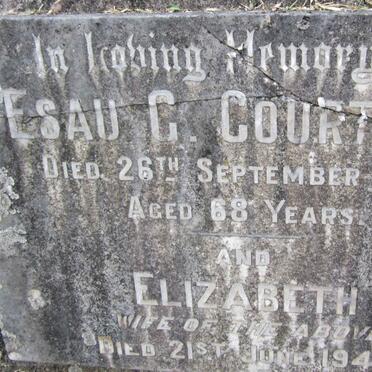 In Loving Memory
ESAU C. COURT
DIED 26TH SEPTEMBER
AGED 68 YEARS.
AND
ELIZABETH
WIFE OF THE ABOVE
DIED 21ST JUNE 194